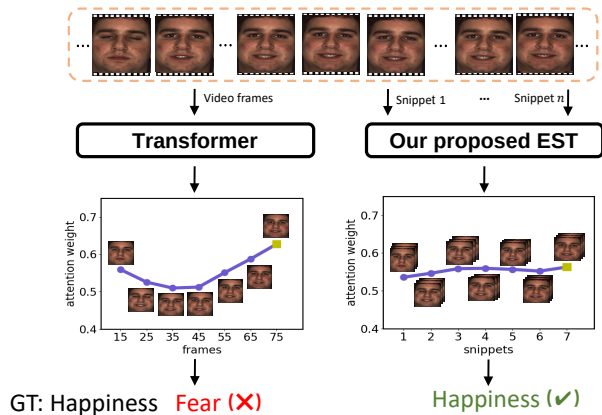 ... ... ... ...
Video frames
Snippet 1 ... Snippet n
Transformer
Our proposed EST
attention weight
0.7
0.6
0.5
0.4
15 25 35 45 55 65 75
frames
attention weight
0.7
0.6
0.5
0.4
1 2 3 4 5 6 7
snippets
GT: Happiness Fear (✕)
Happiness (✔)